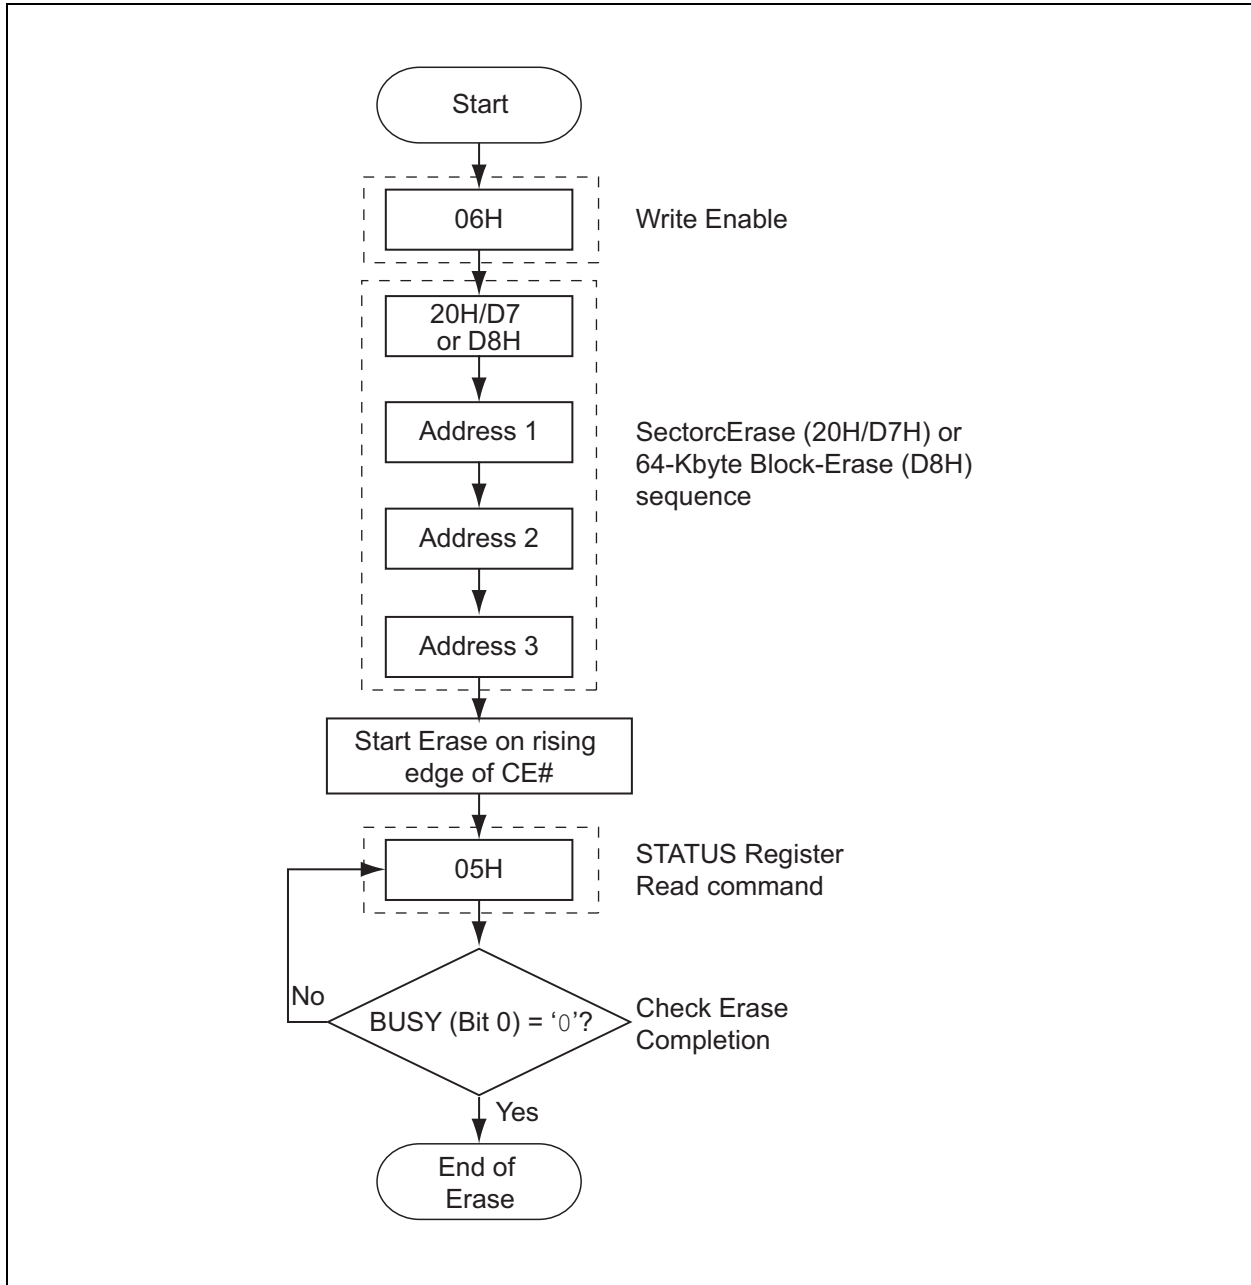 Start
06H
Write Enable
20H/D7
or D8H
Address 1
SectorcErase (20H/D7H) or
64-Kbyte Block-Erase (D8H)
sequence
Address 2
Address 3
Start Erase on rising
edge of CE#
05H
STATUS Register
Read command
No
BUSY (Bit 0) = ‘0’?
Check Erase
Completion
Yes
End of
Erase